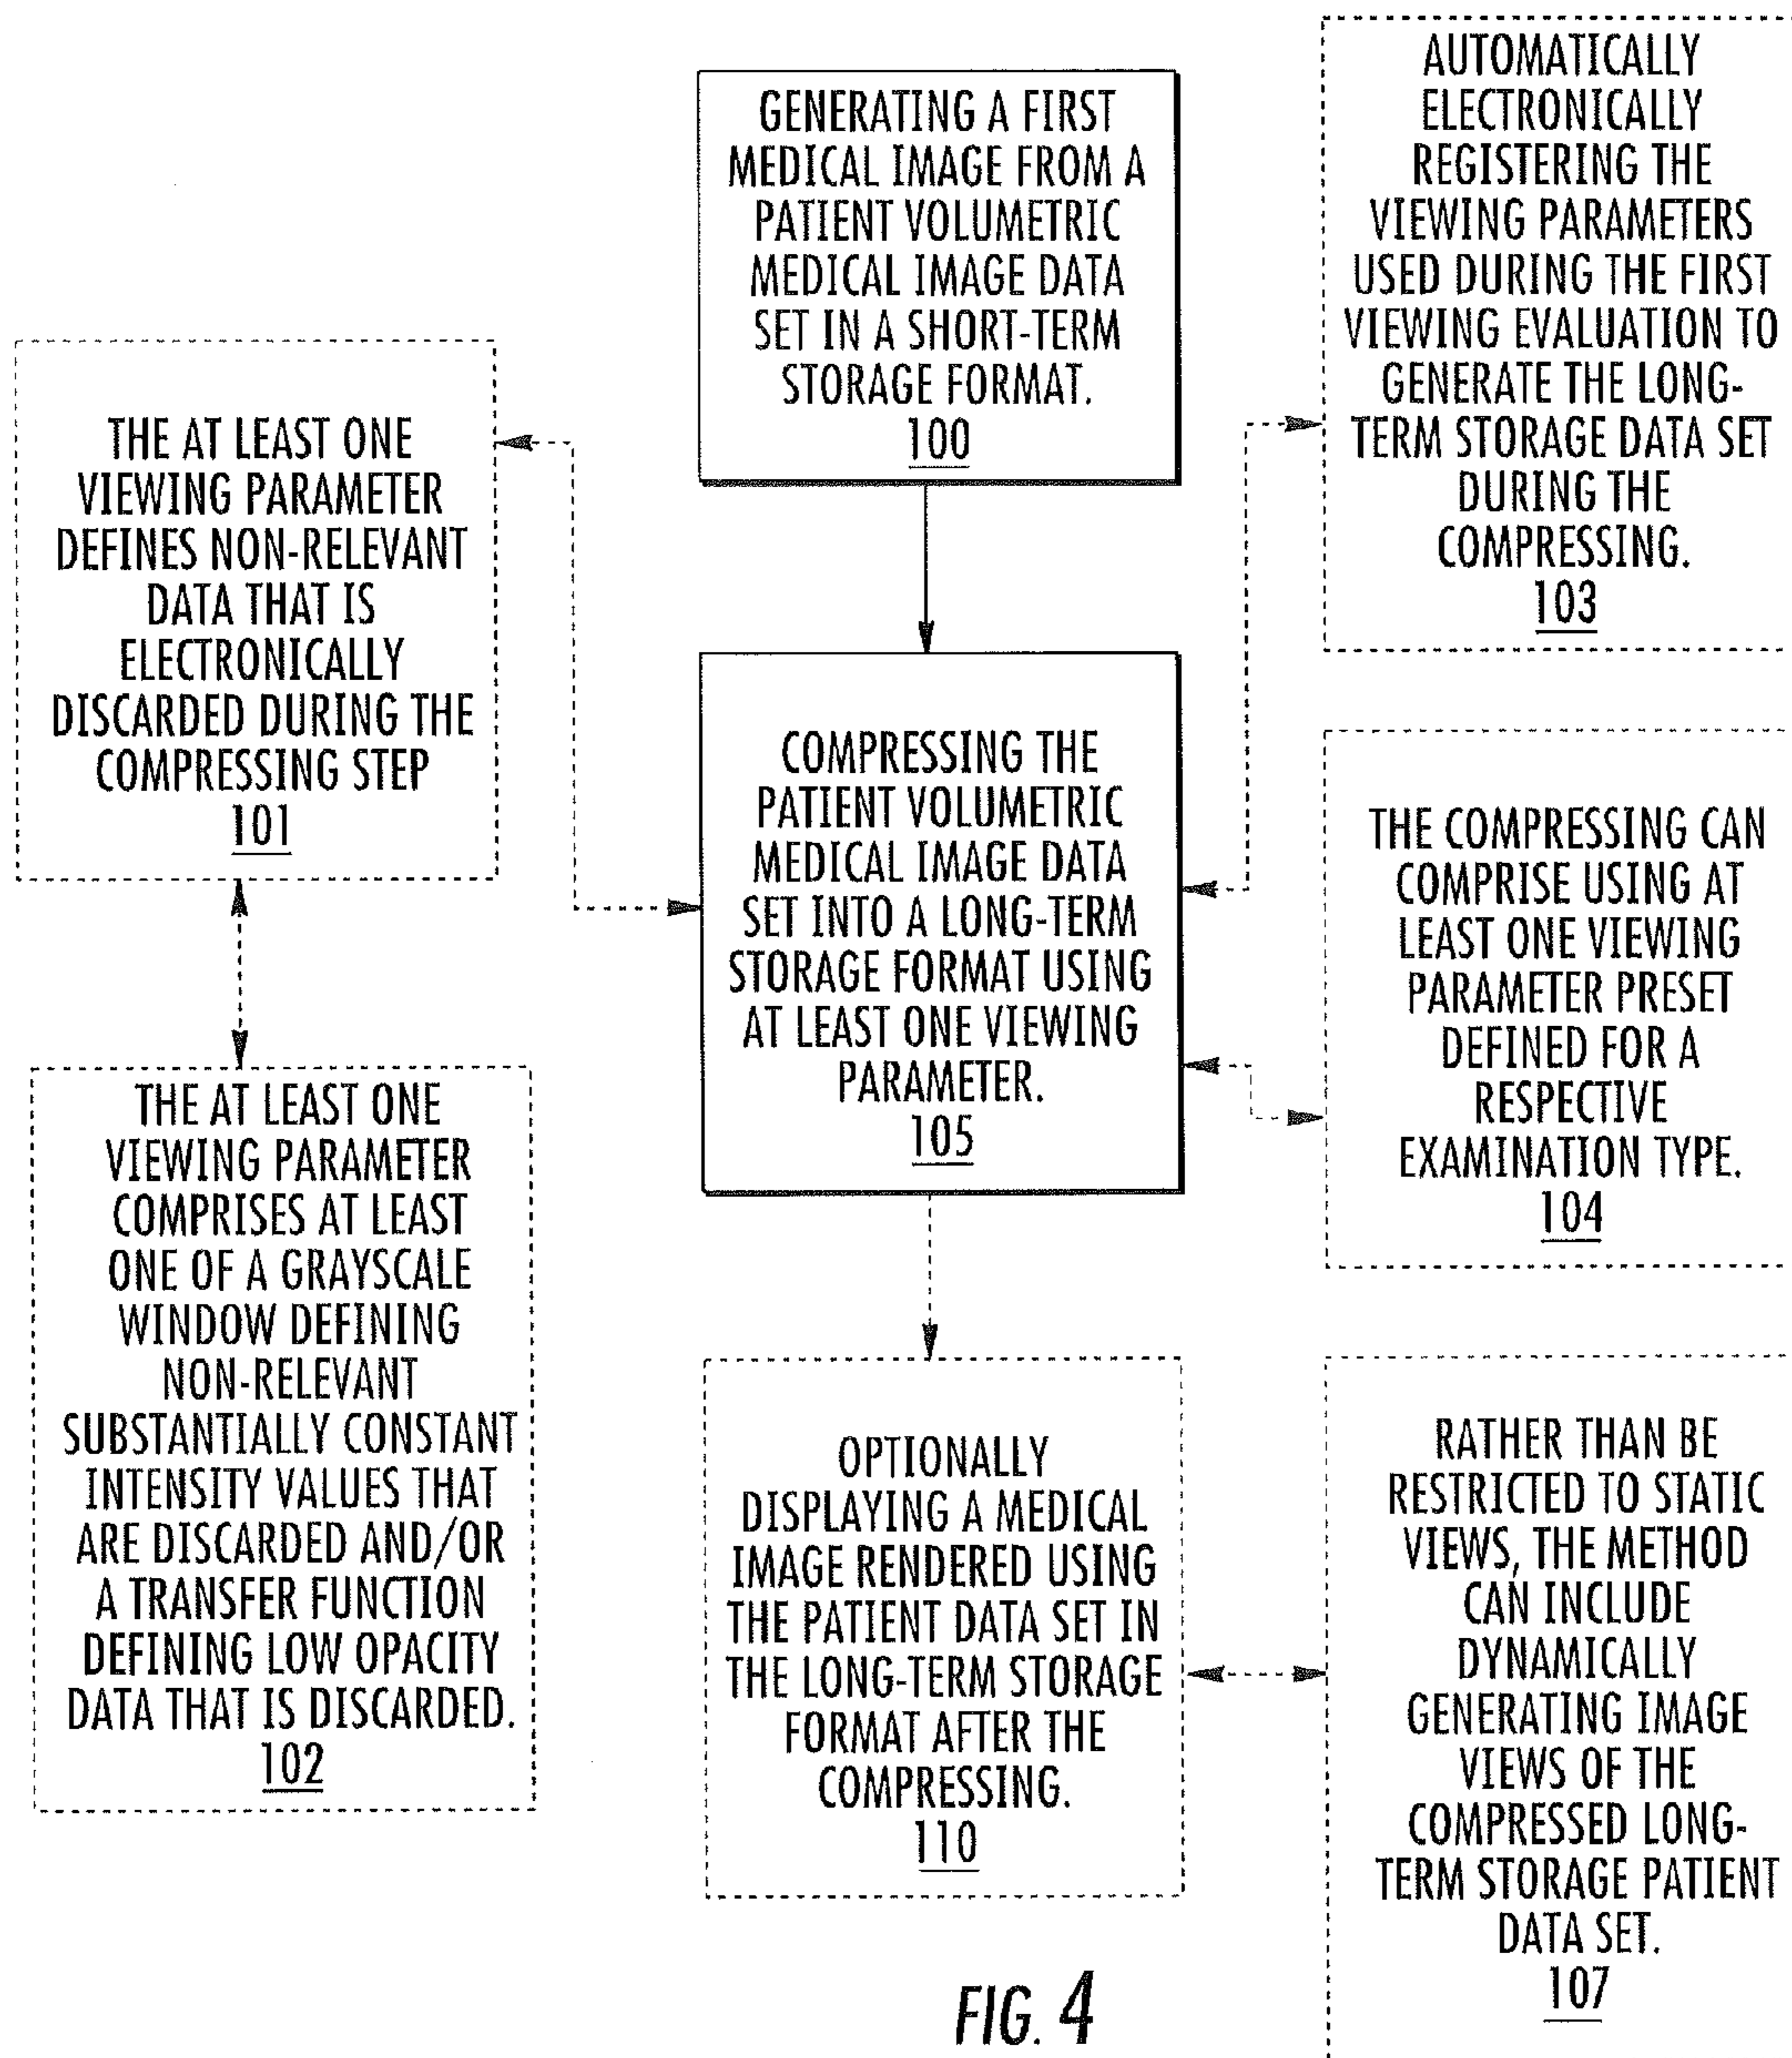 GENERATING A FIRST
MEDICAL IMAGE FROM A
PATIENT VOLUMETRIC
MEDICAL IMAGE DATA
SET IN A SHORT-TERM
STORAGE FORMAT.
100
AUTOMATICALLY
ELECTRONICALLY
REGISTERING THE
VIEWING PARAMETERS
USED DURING THE FIRST
VIEWING EVALUATION TO
GENERATE THE LONG-
TERM STORAGE DATA SET
DURING THE
COMPRESSING.
103
THE AT LEAST ONE
VIEWING PARAMETER
DEFINES NON-RELEVANT
DATA THAT IS
ELECTRONICALLY
DISCARDED DURING THE
COMPRESSING STEP
101
COMPRESSING THE
PATIENT VOLUMETRIC
MEDICAL IMAGE DATA
SET INTO A LONG-TERM
STORAGE FORMAT USING
AT LEAST ONE VIEWING
PARAMETER.
105
THE COMPRESSING CAN
COMPRISE USING AT
LEAST ONE VIEWING
PARAMETER PRESET
DEFINED FOR A
RESPECTIVE
EXAMINATION TYPE.
104
THE AT LEAST ONE
VIEWING PARAMETER
COMPRISES AT LEAST
ONE OF A GRAYSCALE
WINDOW DEFINING
NON-RELEVANT
SUBSTANTIALLY CONSTANT
INTENSITY VALUES THAT
ARE DISCARDED AND/OR
A TRANSFER FUNCTION
DEFINING LOW OPACITY
DATA THAT IS DISCARDED.
102
OPTIONALLY
DISPLAYING A MEDICAL
IMAGE RENDERED USING
THE PATIENT DATA SET IN
THE LONG-TERM STORAGE
FORMAT AFTER THE
COMPRESSING.
110
RATHER THAN BE
RESTRICTED TO STATIC
VIEWS, THE METHOD
CAN INCLUDE
DYNAMICALLY
GENERATING IMAGE
VIEWS OF THE
COMPRESSED LONG-
TERM STORAGE PATIENT
DATA SET.
107
FIG. 4